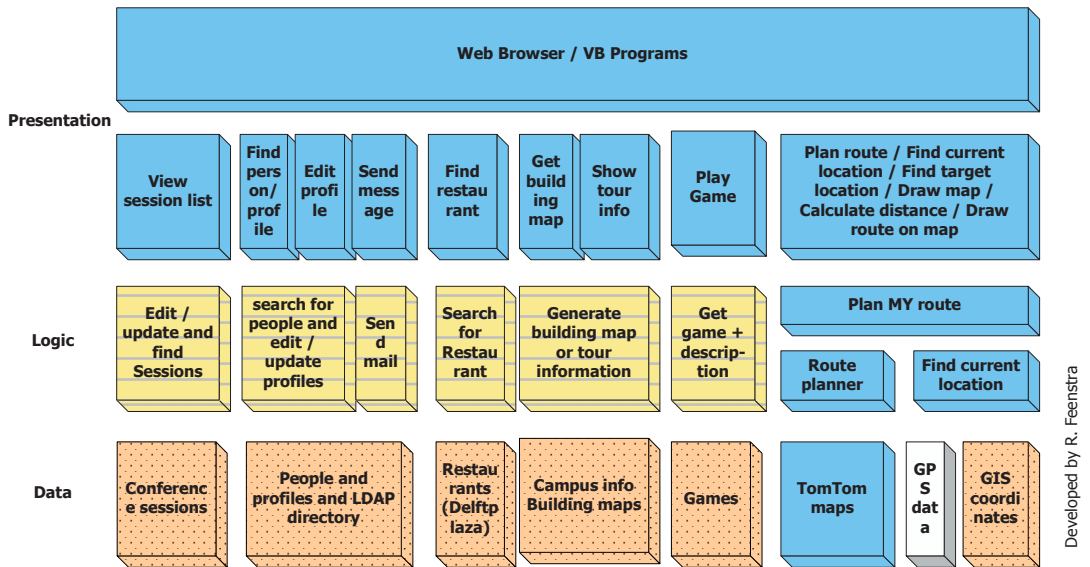 Web Browser / VB Programs
Presentation
View
session list
Find
pers
on/
prof
ile
Edit
profi
le
Send
mess
age
Find
restau
rant
Get
build
ing
map
Show
tour
info
Play
Game
Plan route / Find current
location / Find target
location / Draw map /
Calculate distance / Draw
route on map
Logic
Edit /
update and
find
Sessions
search for
people and
edit /
update
profiles
Sen
d
mail
Search
for
Restau
rant
Generate
building map
or tour
information
Get
game +
descrip-
tion
Plan MY route
Route
planner
Find current
location
Data
Conferenc
e sessions
People and
profiles and LDAP
directory
Restau
rants
(Delftp
laza)
Campus info
Building maps
Games
TomTom
maps
GP
S
dat
a
GIS
coordi
nates
Developed by R. Feenstra